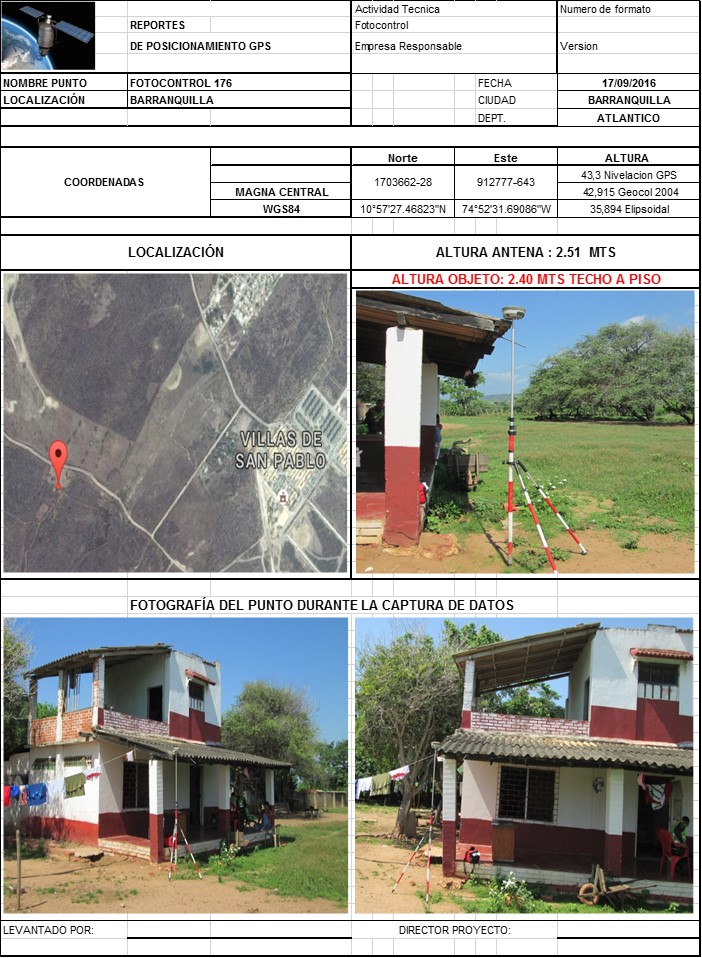 Actividad Tecnica
Numero de formato
REPORTES
Fotocontrol
DE POSICIONAMIENTO GPS
Empresa Responsable
Version
NOMBRE PUNTO
FOTOCONTROL 176
FECHA
17/09/2016
LOCALIZACIÓN
BARRANQUILLA
CIUDAD
BARRANQUILLA
DEPT.
ATLANTICO
COORDENADAS
Norte
Este
ALTURA
MAGNA CENTRAL
1703662-28
912777-643
43,3 Nivelacion GPS
42,915 Geocol 2004
WGS84
10°57'27.46823"N
74°52'31.69086"W
35,894 Elipsoidal
LOCALIZACIÓN
ALTURA ANTENA : 2.51 MTS
ALTURA OBJETO: 2.40 MTS TECHO A PISO
VILLAS DE
SAN PABLO
FOTOGRAFÍA DEL PUNTO DURANTE LA CAPTURA DE DATOS
LEVANTADO POR:
DIRECTOR PROYECTO: